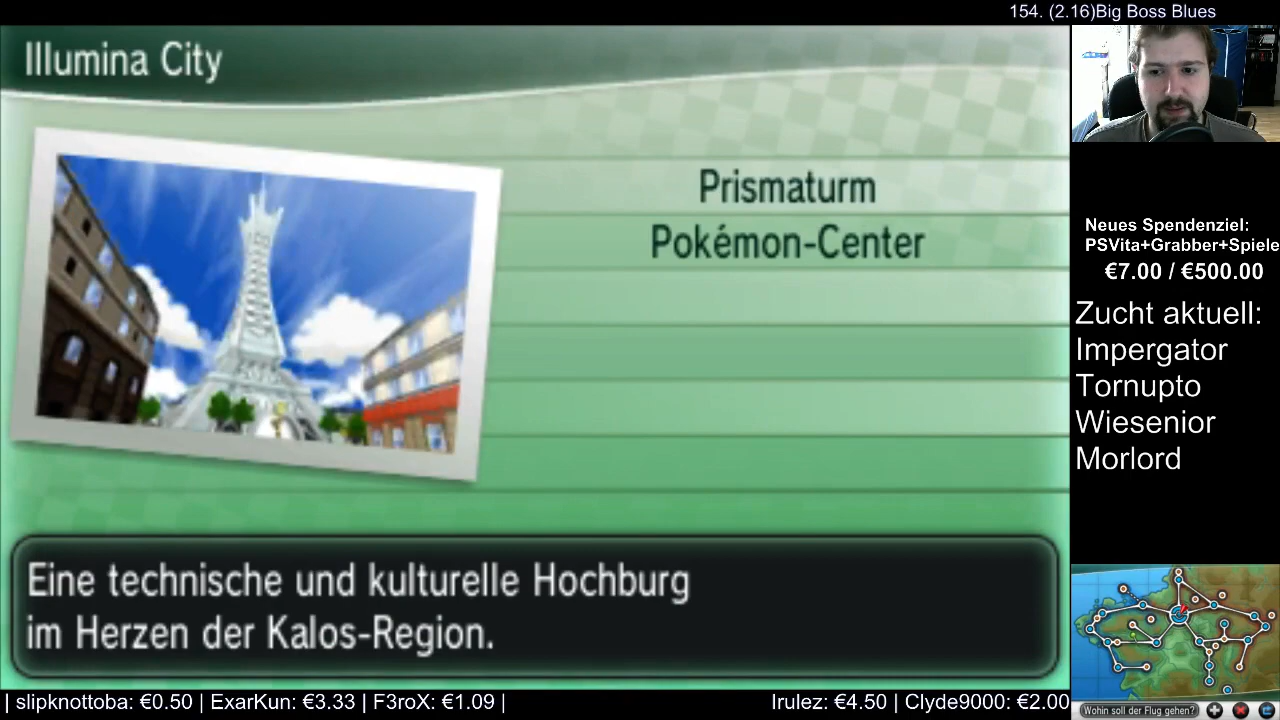 154. (2.16)Big Boss Blues
Illumina City
Prismaturm
Pokémon-Center
Neues Spendenziel:
PSVita+Grabber+Spiele
€7.00 / €500.00
Zucht aktuell:
Impergator
Tornupto
Wiesenior
Morlord
Eine technische und kulturelle Hochburg
im Herzen der Kalos-Region.
Wohin soll der Flug gehen?
| slipknottoba: €0.50 | ExarKun: €3.33 | F3roX: €1.09 |
Irulez: €4.50 | Clyde9000: €2.00